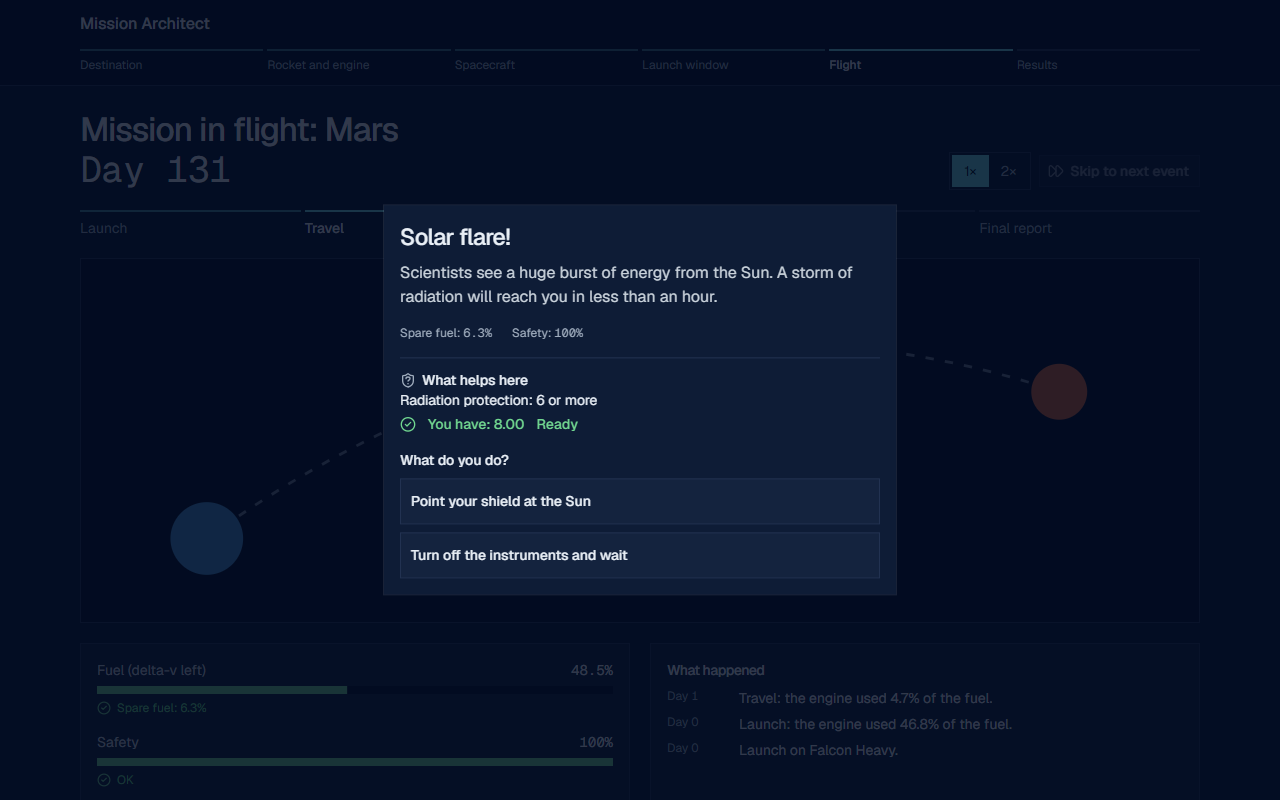 Mission Architect
Destination
Rocket and engine
Spacecraft
Launch window
Flight
Results
Mission in flight: Mars
Day 131
1×
2×
Skip to next event
Launch
Travel
Final report
Solar flare!
Scientists see a huge burst of energy from the Sun. A storm of
radiation will reach you in less than an hour.
Spare fuel: 6.3% Safety: 100%
What helps here
Radiation protection: 6 or more
You have: 8.00 Ready
What do you do?
Point your shield at the Sun
Turn off the instruments and wait
Fuel (delta-v left) 48.5%
Spare fuel: 6.3%
Safety 100%
OK
What happened
Day 1 Travel: the engine used 4.7% of the fuel.
Day 0 Launch: the engine used 46.8% of the fuel.
Day 0 Launch on Falcon Heavy.